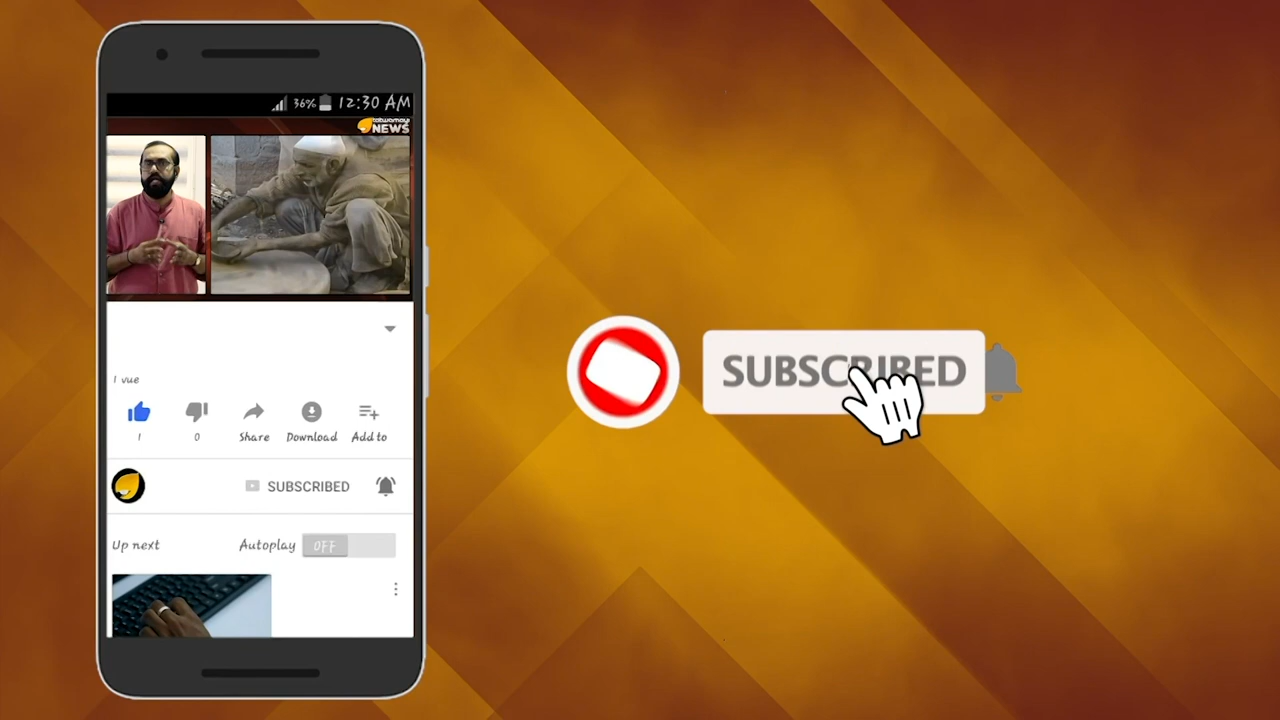 36% 12:30 AM
tatwamayi
NEWS
1 vue
1
0
Share
Download
Add to
SUBSCRIBED
Up next
Autoplay
OFF
SUBSCRIBED